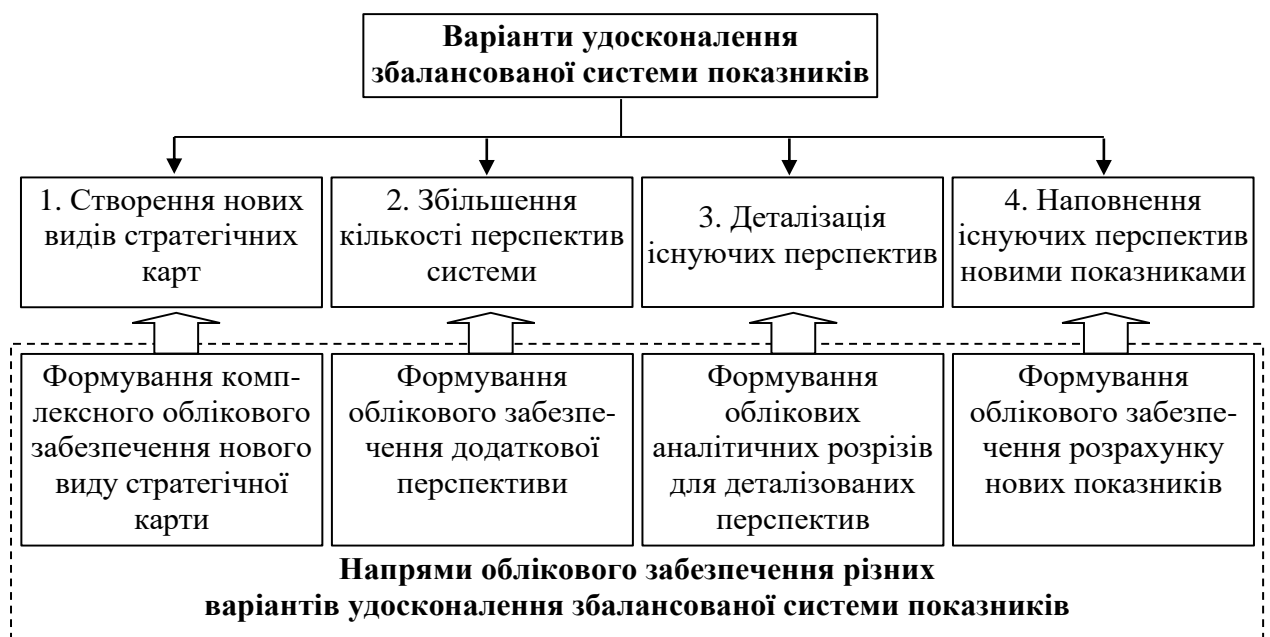 Варіанти удосконалення
збалансованої системи показників
1. Створення нових
видів стратегічних
карт
2. Збільшення
кількості перспектив
системи
3. Деталізація
існуючих перспектив
4. Наповнення
існуючих перспектив
новими показниками
Формування комп-
лексного облікового
забезпечення нового
виду стратегічної
карти
Формування
облікового забезпе-
чення додаткової
перспективи
Формування
облікових
аналітичних розрізів
для деталізованих
перспектив
Формування
облікового забезпе-
чення розрахунку
нових показників
Напрями облікового забезпечення різних
варіантів удосконалення збалансованої системи показників